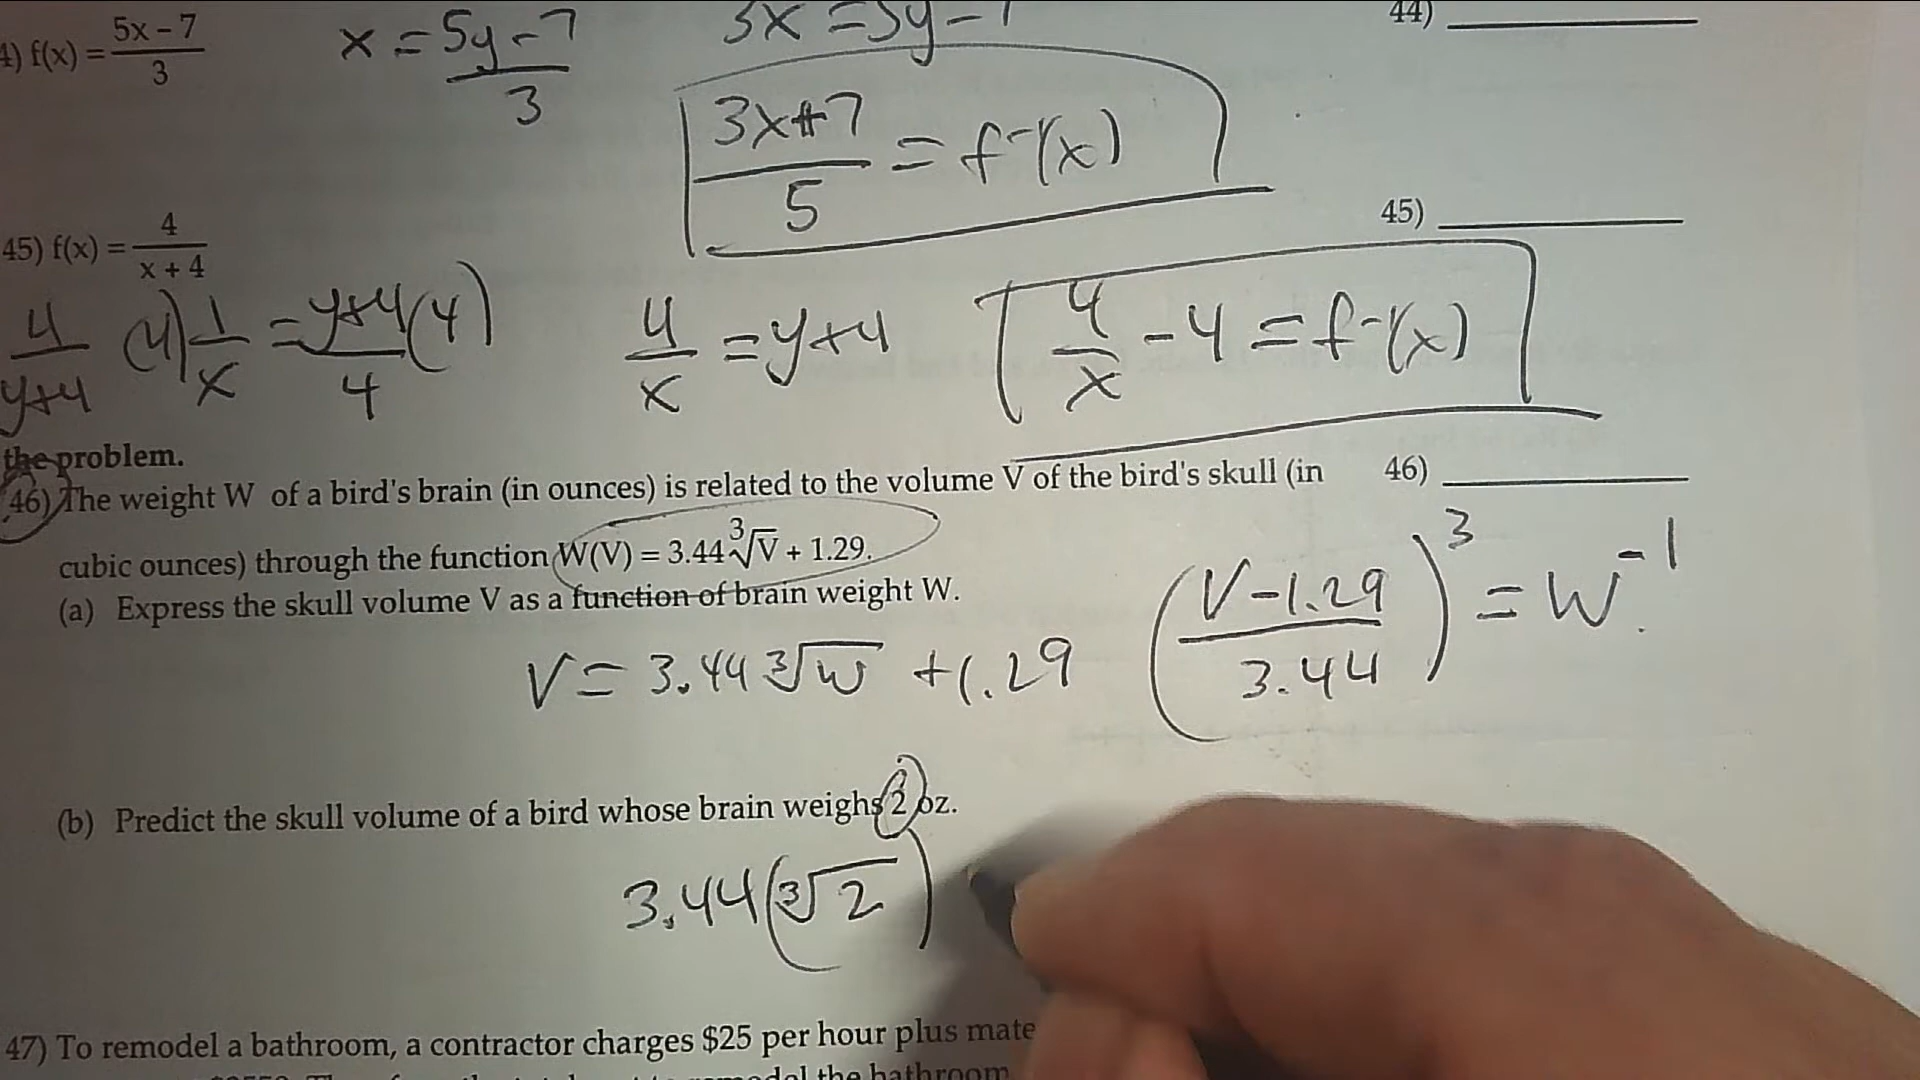 4) f(x) = 5x - 7 / 3
x = 5y - 7 / 3
3x = 5y - 7
44)
3x + 7 / 5 = f⁻¹(x)
45) f(x) = 4 / x + 4
45)
4 / y+4
(4) 1 / x = y+4 / 4 (4)
4 / x = y+4
4 / x - 4 = f⁻¹(x)
the problem.
46) The weight W of a bird's brain (in ounces) is related to the volume V of the bird's skull (in
46)
cubic ounces) through the function W(V) = 3.44 ∛V + 1.29.
(a) Express the skull volume V as a function of brain weight W.
V = 3.44 ∛W + 1.29
(V - 1.29 / 3.44)³ = W⁻¹
(b) Predict the skull volume of a bird whose brain weighs 2 oz.
3.44(∛2)
47) To remodel a bathroom, a contractor charges $25 per hour plus mate
to remodel the bathroom